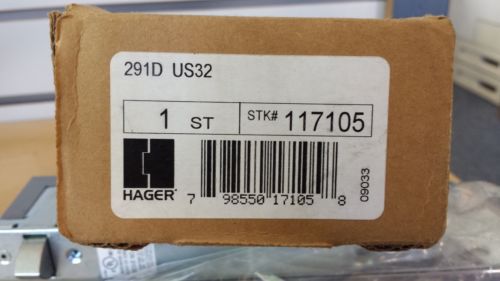 291D US32
1 ST STK# 117105
HAGER
7 98550 17105 8
09033